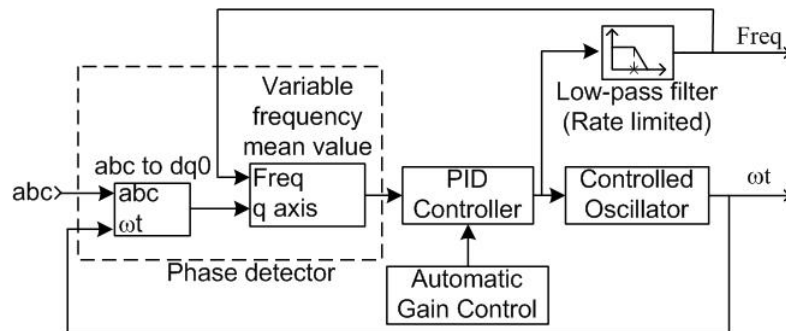 Freq
Variable
frequency
mean value
Low-pass filter
(Rate limited)
abc to dq0
abc
abc
ωt
Freq
q axis
PID
Controller
Controlled
Oscillator
ωt
Phase detector
Automatic
Gain Control